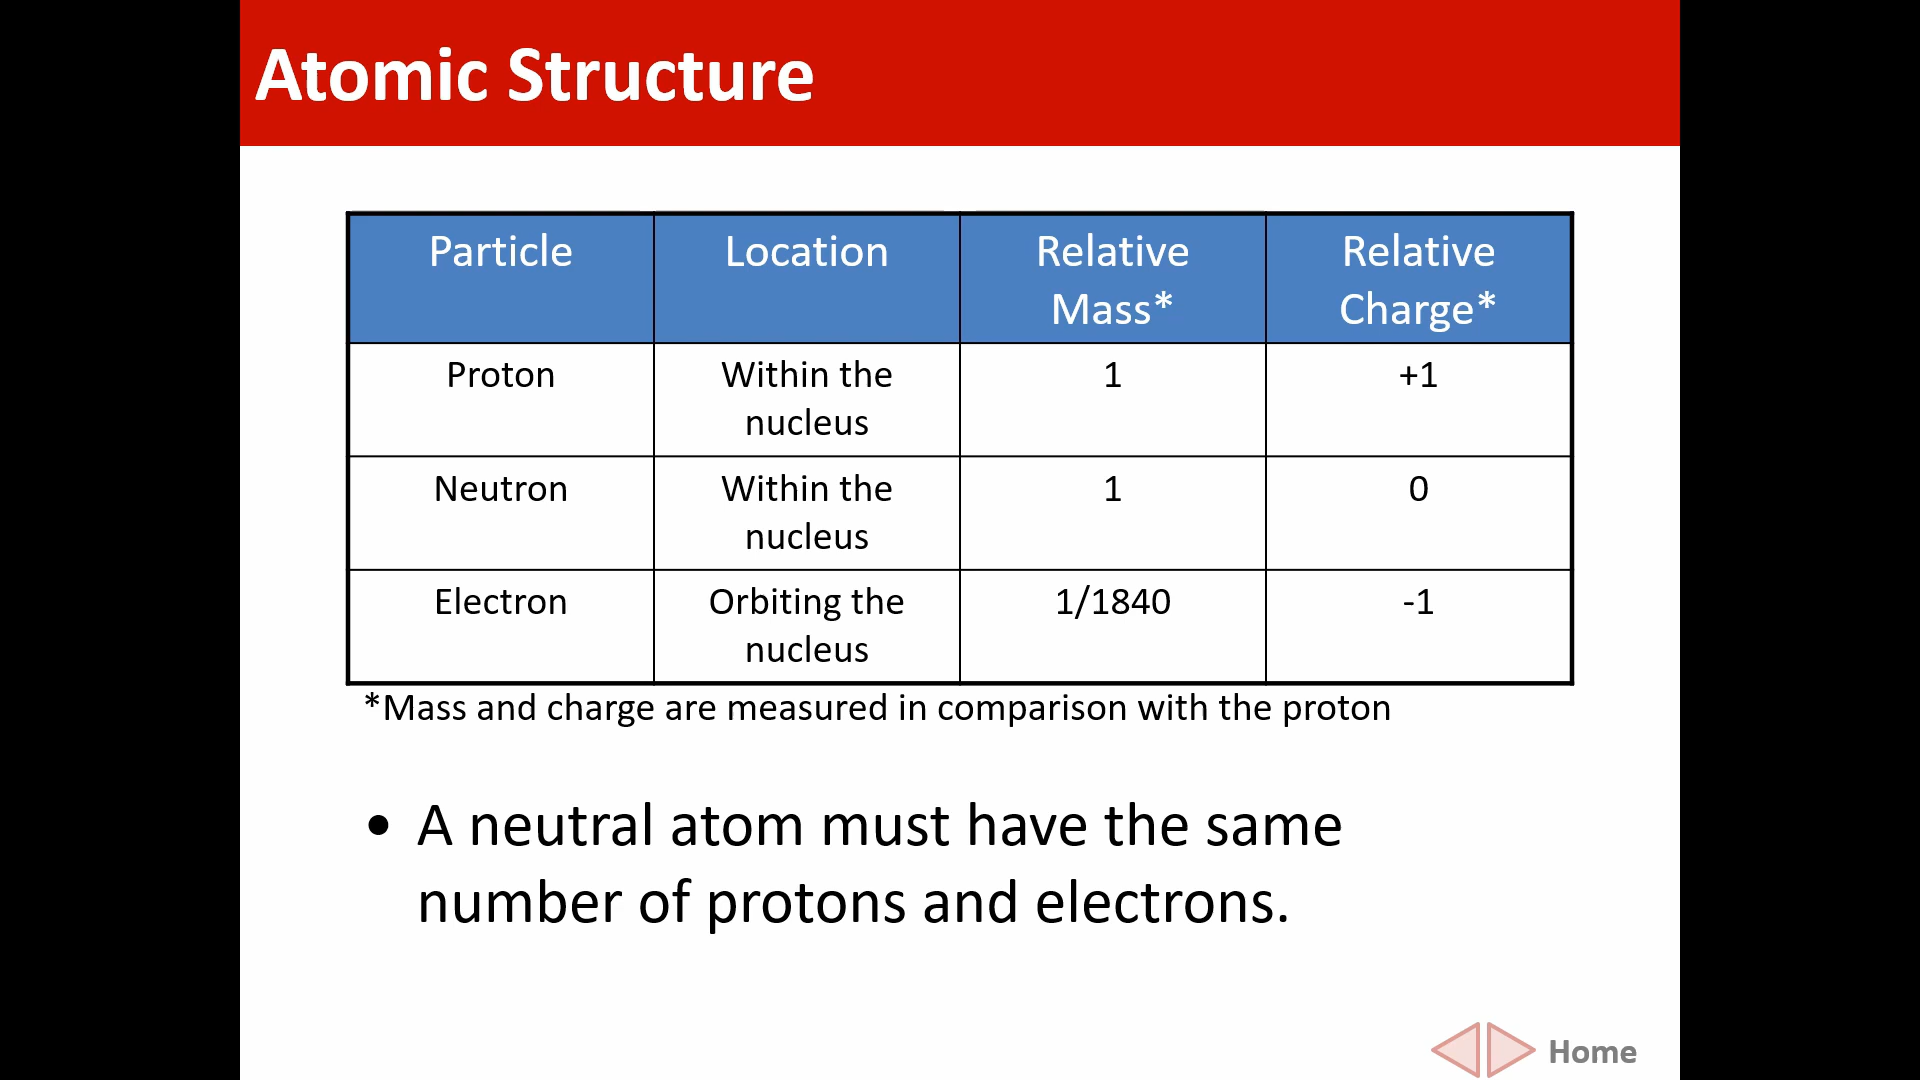 Atomic Structure
Particle
Location
Relative
Mass*
Relative
Charge*
Proton
Within the
nucleus
1
+1
Neutron
Within the
nucleus
1
0
Electron
Orbiting the
nucleus
1/1840
-1
*Mass and charge are measured in comparison with the proton
• A neutral atom must have the same
number of protons and electrons.
Home